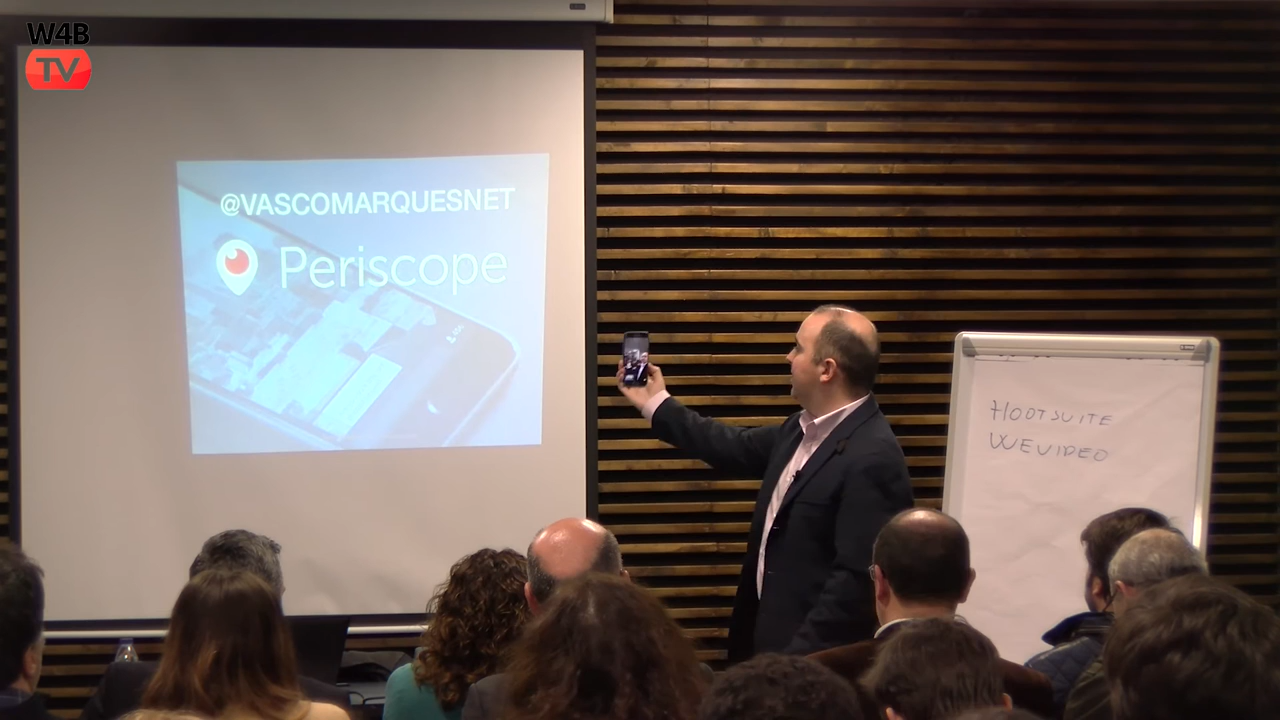 W4B
TV
@VASCOMARQUESNET
Periscope
HOOTSUITE
WEVIDEO